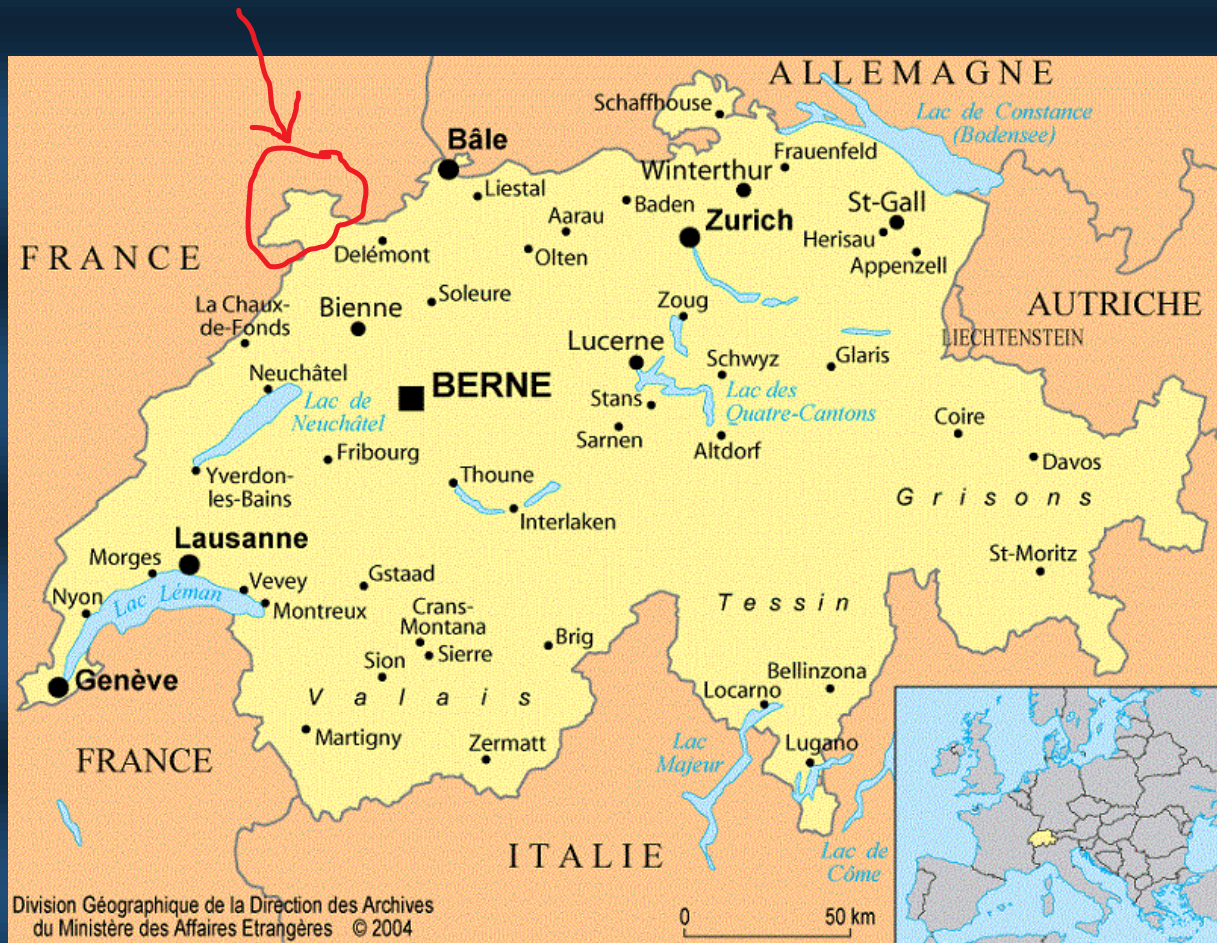 ALLEMAGNE
Schaffhouse
Lac de Constance
(Bodensee)
Bâle
Frauenfeld
Winterthur
Liestal
Baden
St-Gall
Aarau
Zurich
Herisau
FRANCE
Delémont
Olten
Appenzell
La Chaux-
de-Fonds
Bienne
Soleure
Zoug
AUTRICHE
LIECHTENSTEIN
Lucerne
Schwyz
Glaris
Neuchâtel
Lac de
Neuchâtel
BERNE
Stans
Lac des
Quatre-Cantons
Coire
Sarnen
Altdorf
Fribourg
Davos
Yverdon-
les-Bains
Thoune
Grisons
Interlaken
Lausanne
St-Moritz
Morges
Gstaad
Vevey
Nyon
Lac Léman
Montreux
Crans-
Montana
Tessin
Brig
Sierre
Sion
Genève
Bellinzona
Valais
Locarno
Martigny
Zermatt
Lac
Majeur
Lugano
FRANCE
ITALIE
Lac de
Côme
Division Géographique de la Direction des Archives
du Ministère des Affaires Etrangères © 2004
0 50 km